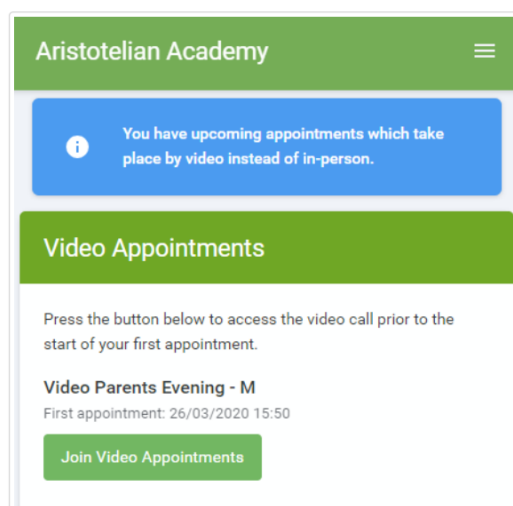 Aristotelian Academy
You have upcoming appointments which take
place by video instead of in-person.
Video Appointments
Press the button below to access the video call prior to the
start of your first appointment.
Video Parents Evening - M
First appointment: 26/03/2020 15:50
Join Video Appointments